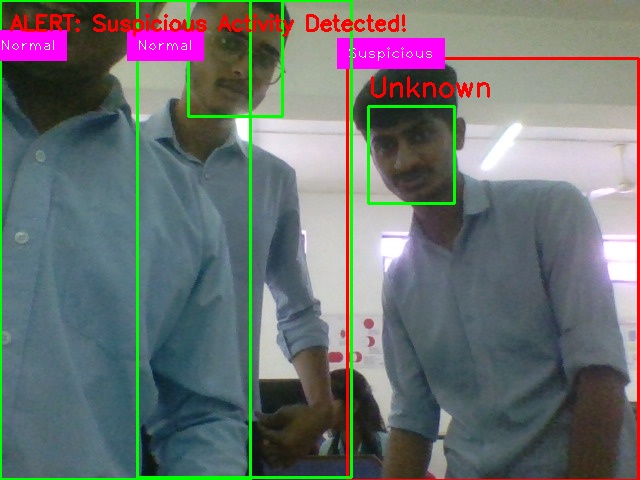 ALERT: Suspicious Activity Detected!
Normal
Normal
Suspicious
Unknown